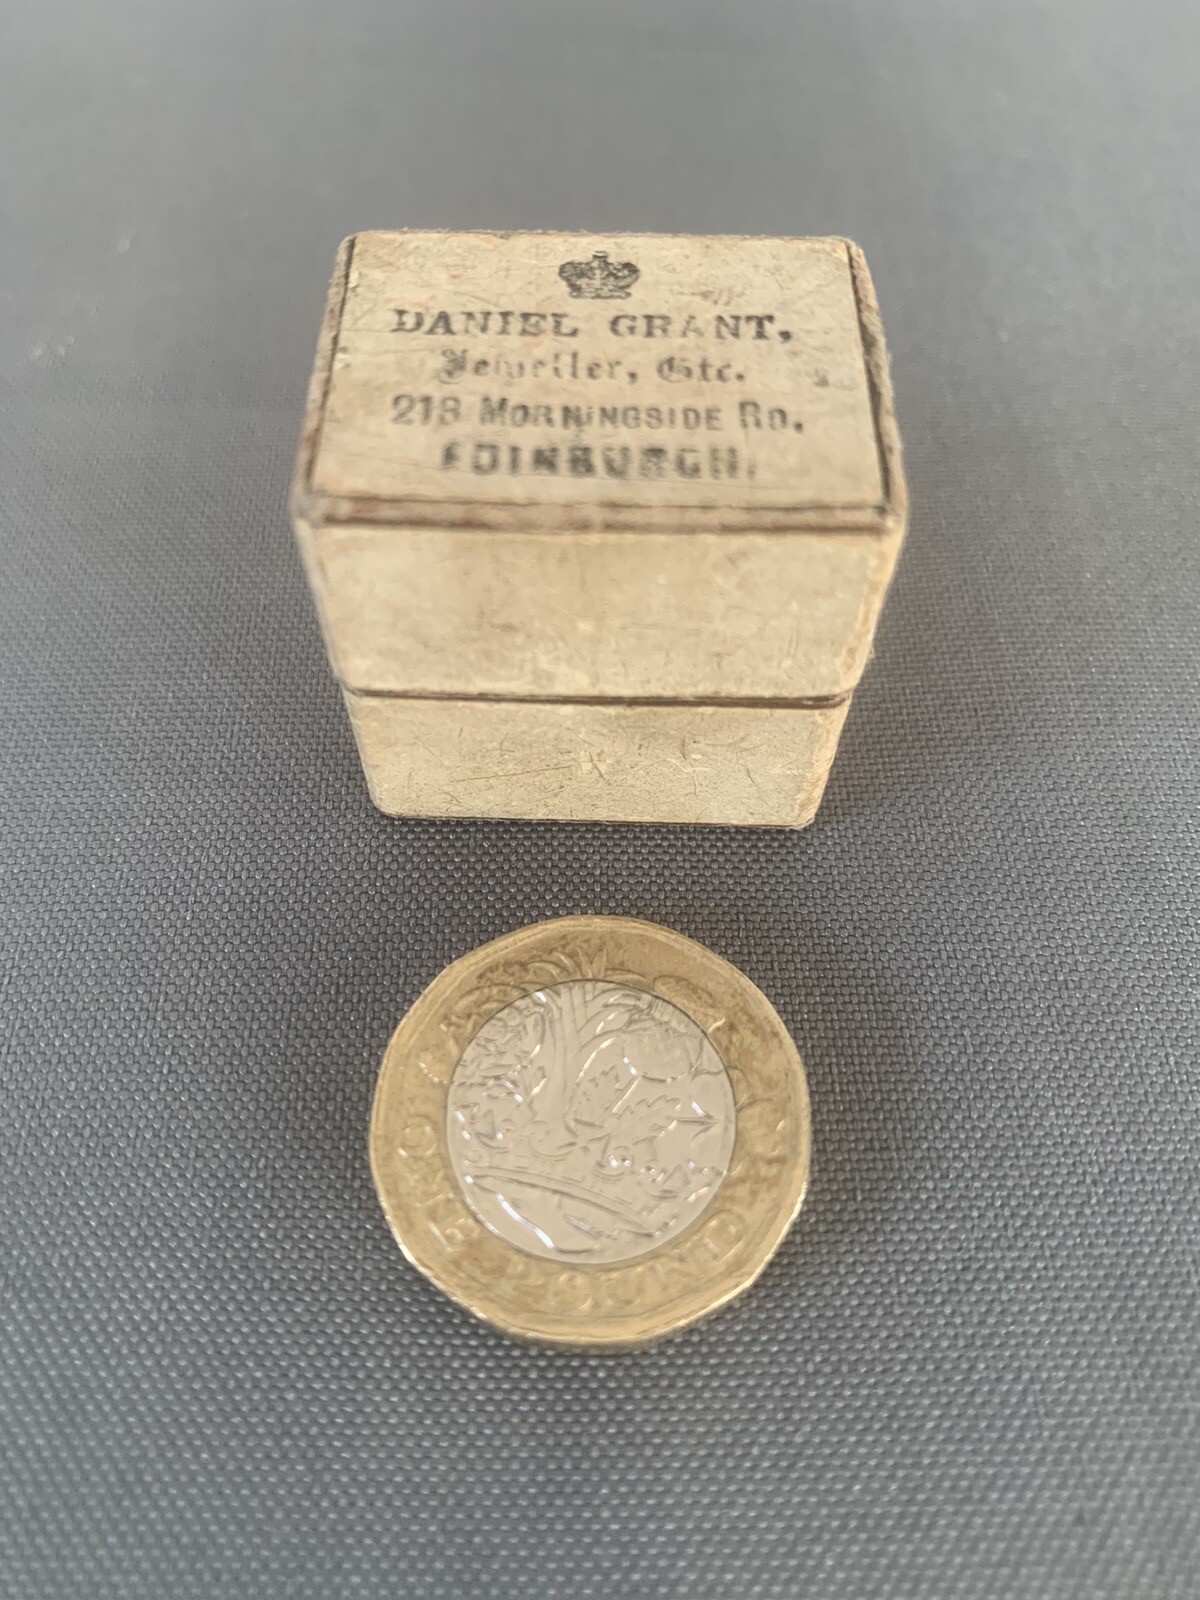 DANIEL GRANT,
Jeweller, Etc.
218 MORNINGSIDE RD.
EDINBURGH.
ONE POUND